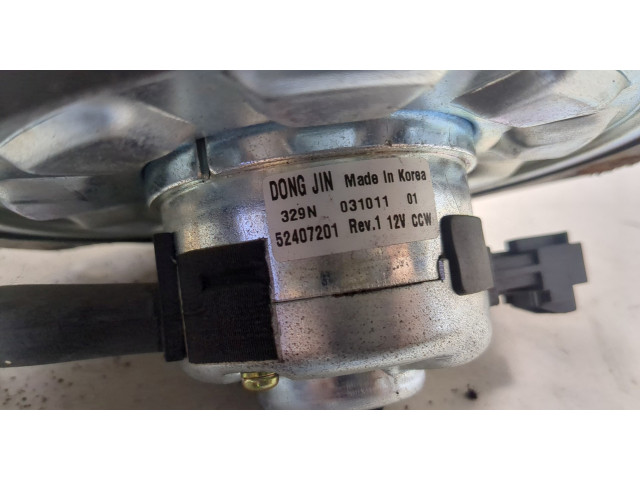 DONG JIN Made In Korea
329N 031011 01
52407201 Rev.1 12V CCW